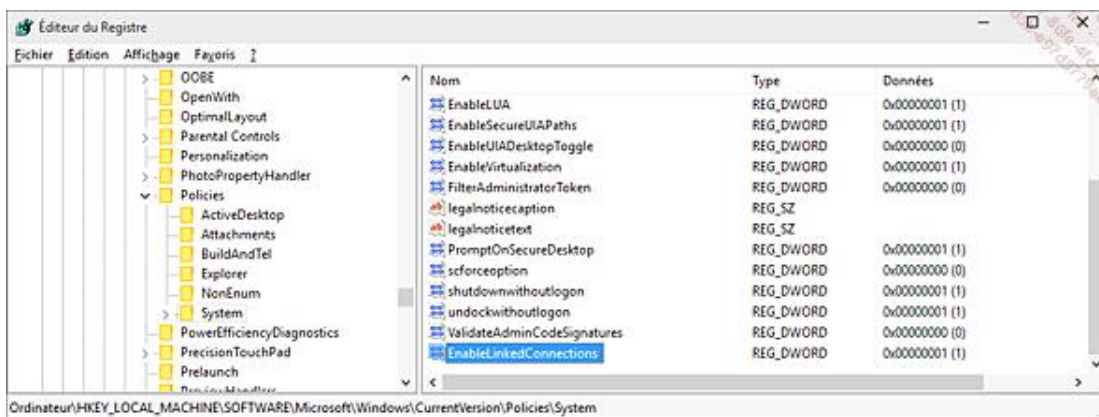 Éditeur du Registre
Fichier Edition Affichage Favoris ?
OOBE
OpenWith
OptimalLayout
Parental Controls
Personalization
PhotoPropertyHandler
Policies
ActiveDesktop
Attachments
BuildAndTel
Explorer
NonEnum
System
PowerEfficiencyDiagnostics
PrecisionTouchPad
Prelaunch
PreviewHandlers
Nom Type Données
EnableLUA REG_DWORD 0x00000001 (1)
EnableSecureUIAPaths REG_DWORD 0x00000001 (1)
EnableUIADesktopToggle REG_DWORD 0x00000000 (0)
EnableVirtualization REG_DWORD 0x00000001 (1)
FilterAdministratorToken REG_DWORD 0x00000000 (0)
legalnoticecaption REG_SZ
legalnoticetext REG_SZ
PromptOnSecureDesktop REG_DWORD 0x00000001 (1)
scforceoption REG_DWORD 0x00000000 (0)
shutdownwithoutlogon REG_DWORD 0x00000001 (1)
undockwithoutlogon REG_DWORD 0x00000001 (1)
ValidateAdminCodeSignatures REG_DWORD 0x00000000 (0)
EnableLinkedConnections REG_DWORD 0x00000001 (1)
Ordinateur\HKEY_LOCAL_MACHINE\SOFTWARE\Microsoft\Windows\CurrentVersion\Policies\System